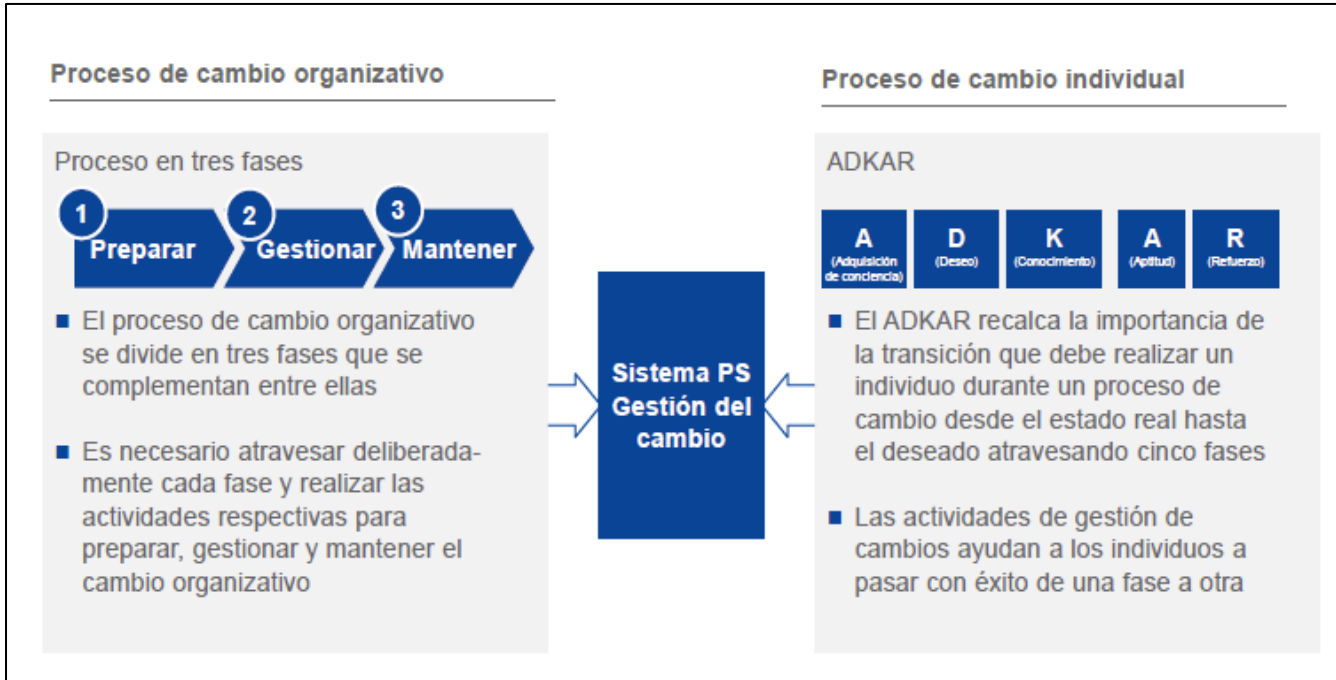 Proceso de cambio organizativo
Proceso en tres fases
1
Preparar
2
Gestionar
3
Mantener
■ El proceso de cambio organizativo
se divide en tres fases que se
complementan entre ellas
■ Es necesario atravesar deliberada-
mente cada fase y realizar las
actividades respectivas para
preparar, gestionar y mantener el
cambio organizativo
Sistema PS
Gestión del
cambio
Proceso de cambio individual
ADKAR
A
(Adquisición
de conciencia)
D
(Deseo)
K
(Conocimiento)
A
(Aptitud)
R
(Refuerzo)
■ El ADKAR recalca la importancia de
la transición que debe realizar un
individuo durante un proceso de
cambio desde el estado real hasta
el deseado atravesando cinco fases
■ Las actividades de gestión de
cambios ayudan a los individuos a
pasar con éxito de una fase a otra